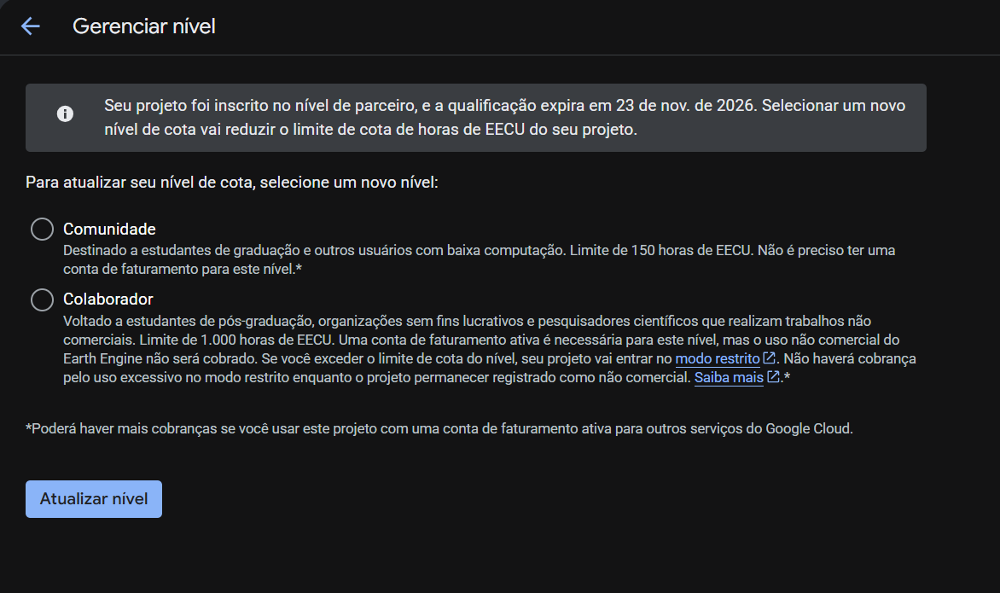 Gerenciar nível
Seu projeto foi inscrito no nível de parceiro, e a qualificação expira em 23 de nov. de 2026. Selecionar um novo
nível de cota vai reduzir o limite de cota de horas de EECU do seu projeto.
Para atualizar seu nível de cota, selecione um novo nível:
Comunidade
Destinado a estudantes de graduação e outros usuários com baixa computação. Limite de 150 horas de EECU. Não é preciso ter uma
conta de faturamento para este nível.*
Colaborador
Voltado a estudantes de pós-graduação, organizações sem fins lucrativos e pesquisadores científicos que realizam trabalhos não
comerciais. Limite de 1.000 horas de EECU. Uma conta de faturamento ativa é necessária para este nível, mas o uso não comercial do
Earth Engine não será cobrado. Se você exceder o limite de cota do nível, seu projeto vai entrar no modo restrito. Não haverá cobrança
pelo uso excessivo no modo restrito enquanto o projeto permanecer registrado como não comercial. Saiba mais.*
*Poderá haver mais cobranças se você usar este projeto com uma conta de faturamento ativa para outros serviços do Google Cloud.
Atualizar nível